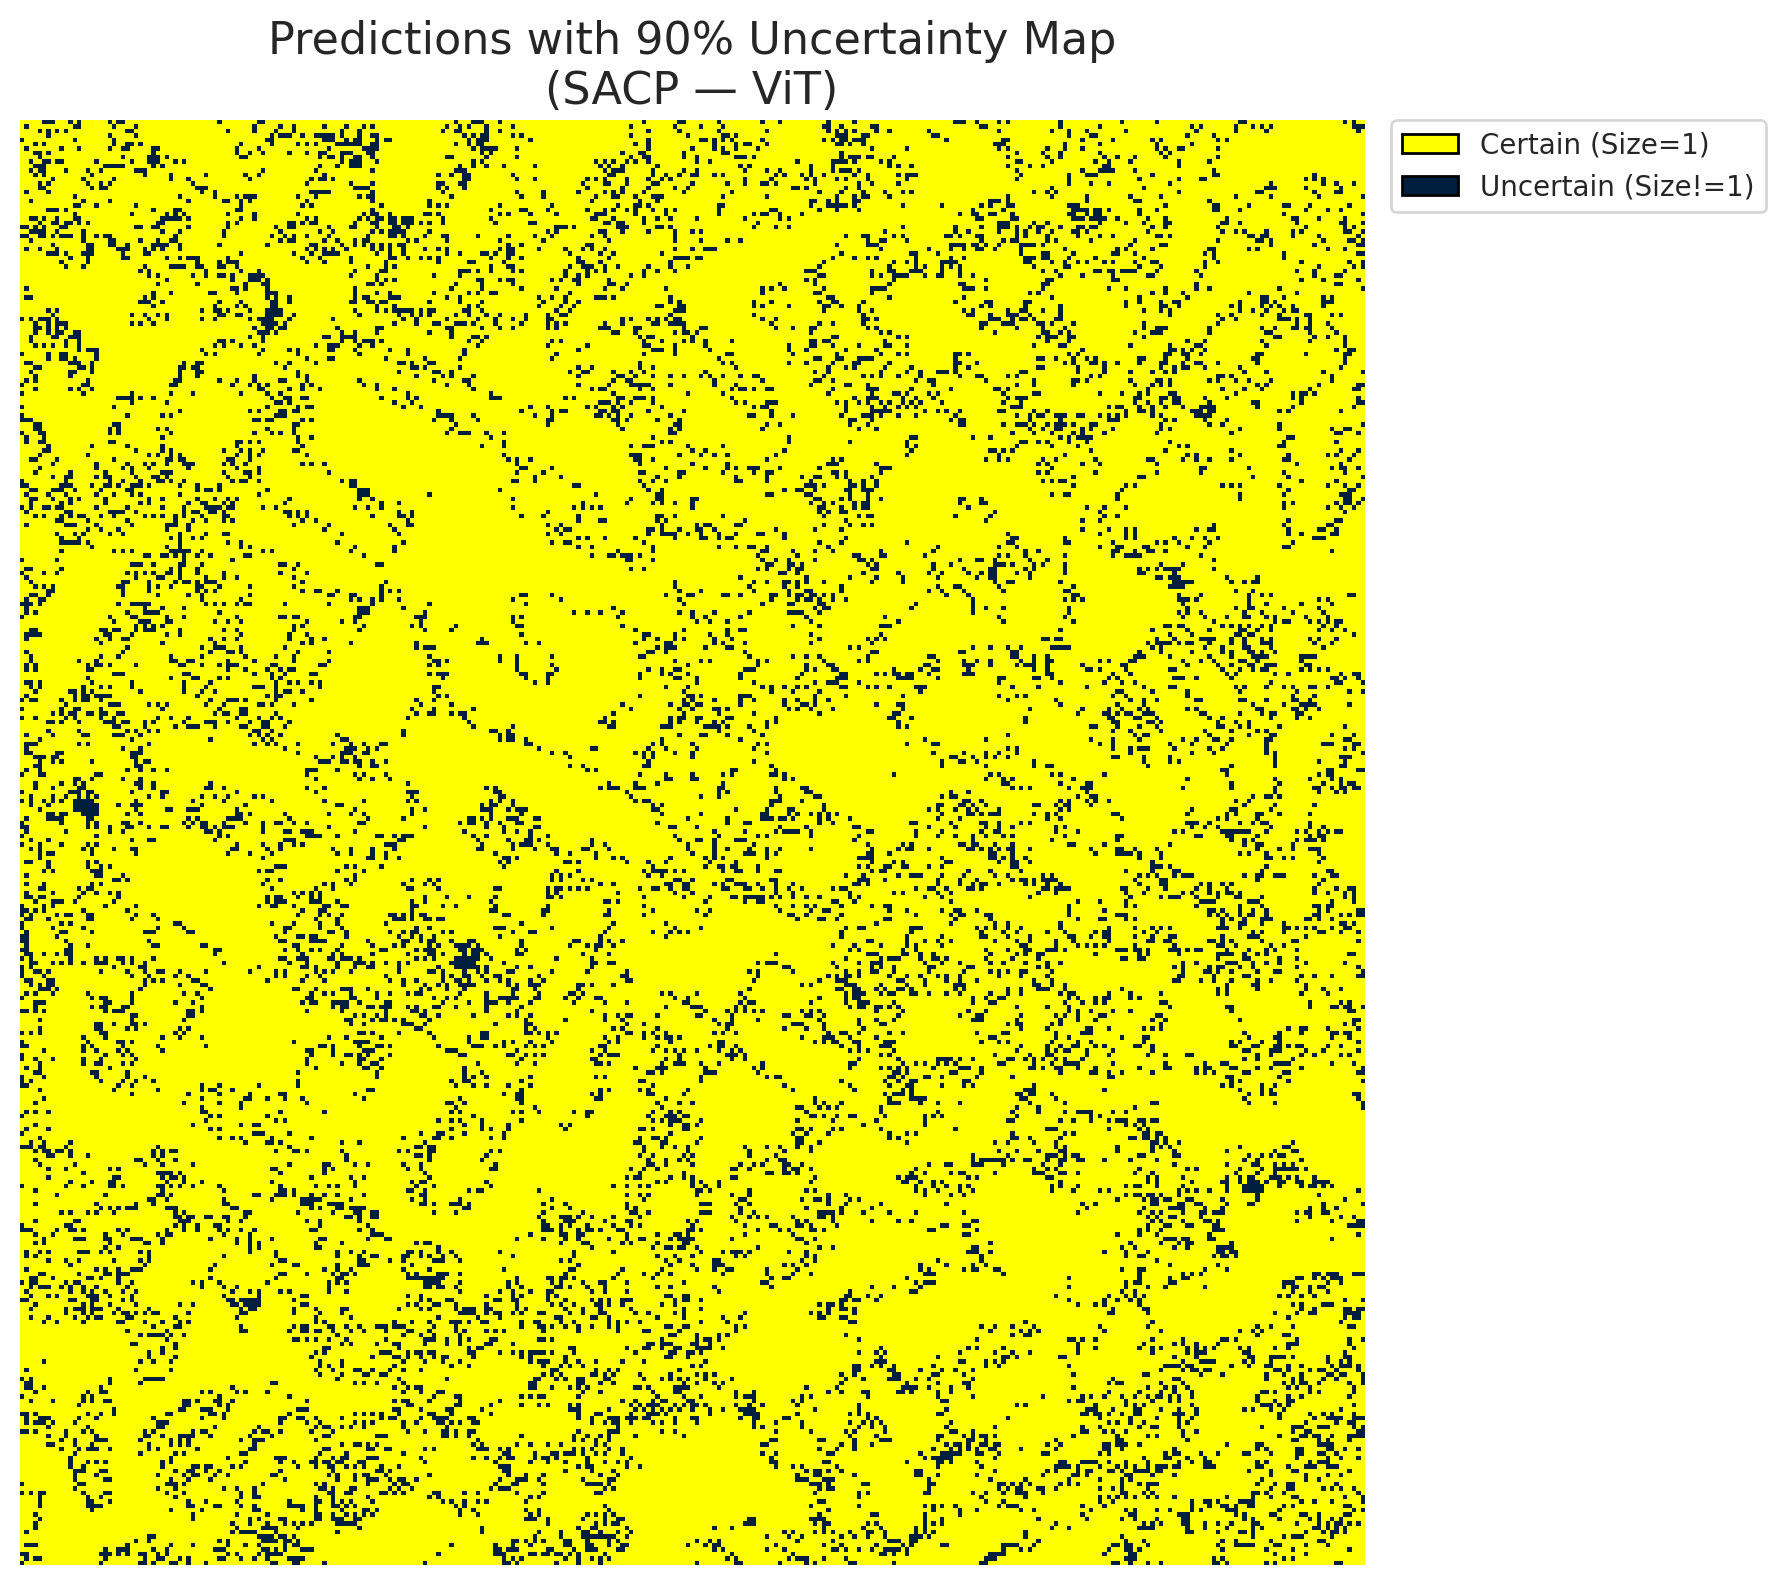 Predictions with 90% Uncertainty Map
(SACP — ViT)
Certain (Size=1)
Uncertain (Size!=1)